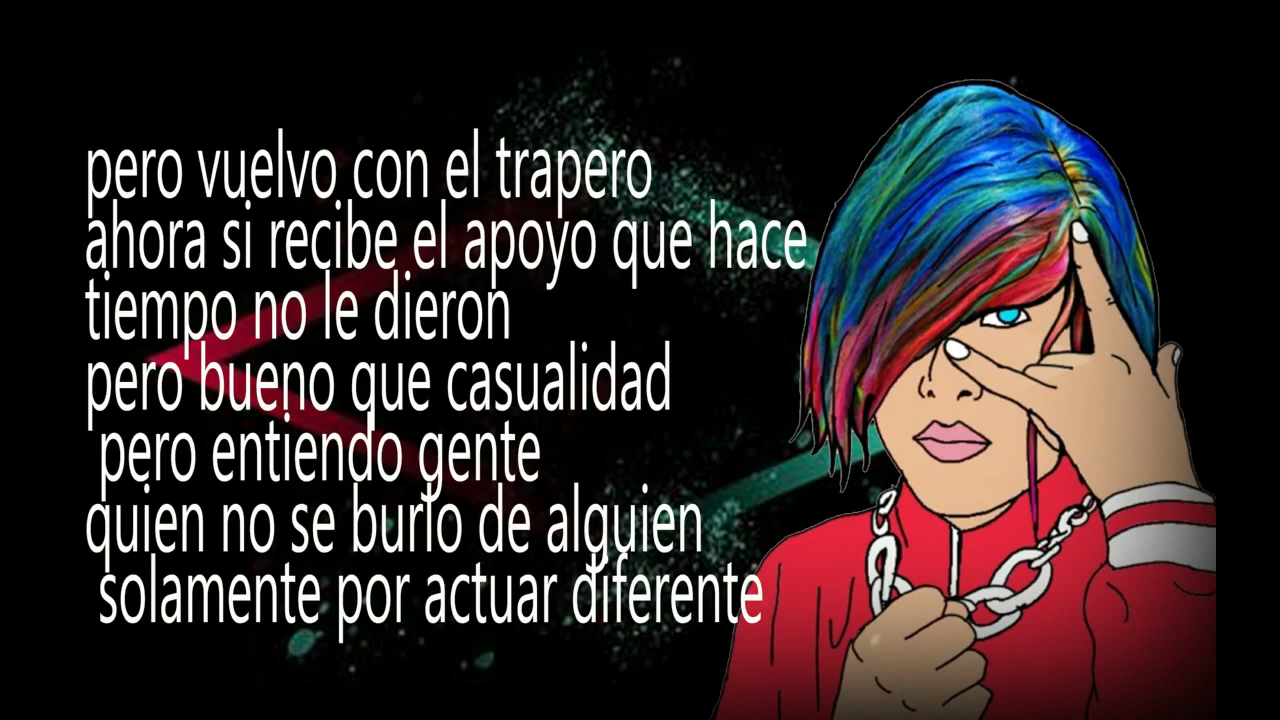 pero vuelvo con el trapero
ahora si recibe el apoyo que hace
tiempo no le dieron
pero bueno que casualidad
pero entiendo gente
quien no se burlo de alguien
solamente por actuar diferente